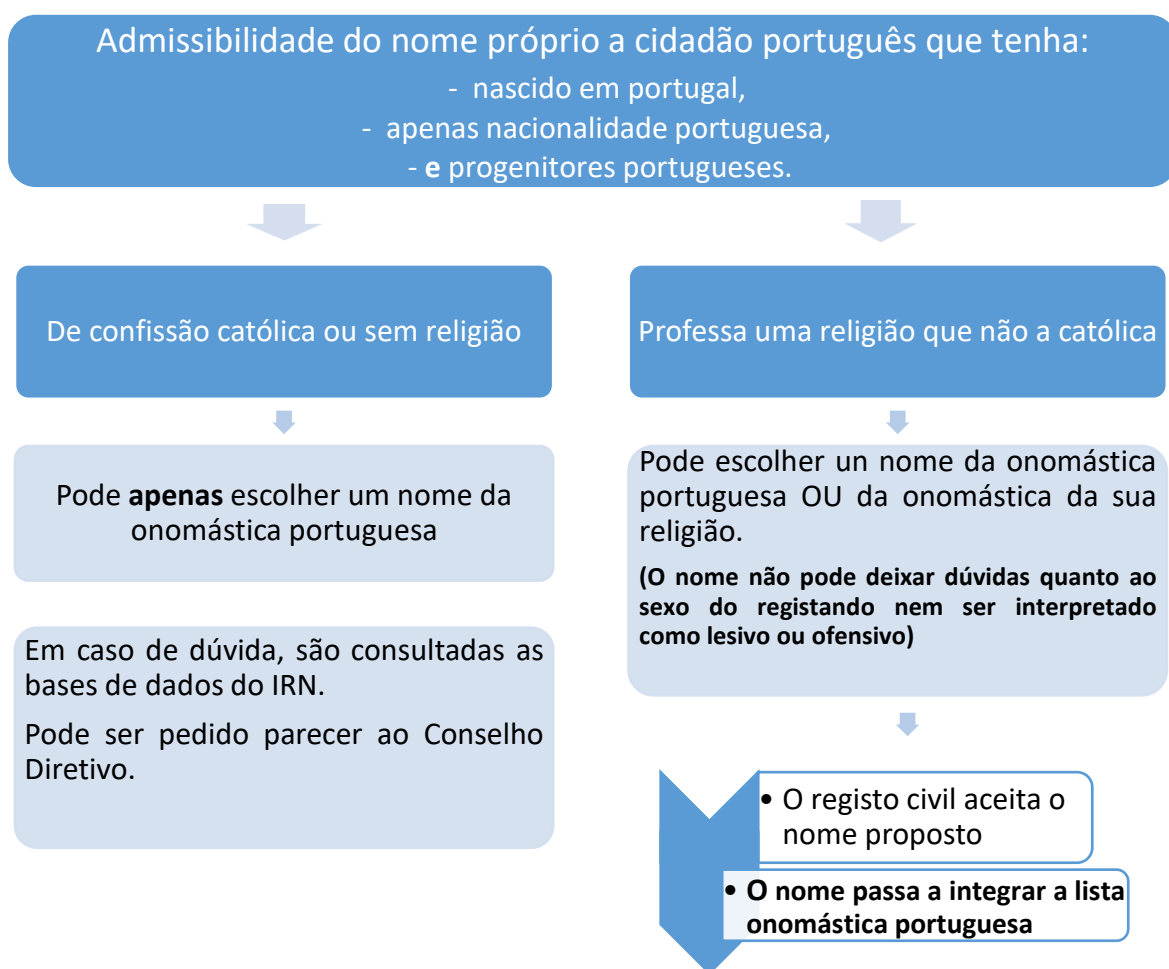 Admissibilidade do nome próprio a cidadão português que tenha:
- nascido em portugal,
- apenas nacionalidade portuguesa,
- e progenitores portugueses.
De confissão católica ou sem religião
Pode apenas escolher um nome da
onomástica portuguesa
Em caso de dúvida, são consultadas as
bases de dados do IRN.
Pode ser pedido parecer ao Conselho
Diretivo.
Professa uma religião que não a católica
Pode escolher un nome da onomástica
portuguesa OU da onomástica da sua
religião.
(O nome não pode deixar dúvidas quanto ao
sexo do registando nem ser interpretado
como lesivo ou ofensivo)
• O registo civil aceita o
nome proposto
• O nome passa a integrar a lista
onomástica portuguesa